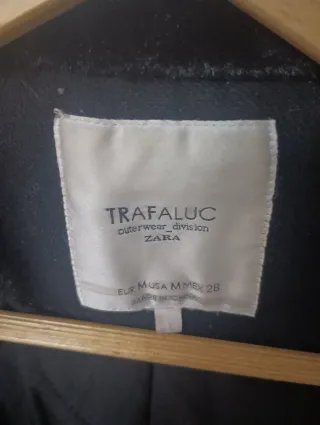 TRAFALUC
outerwear_division
ZARA
EUR M USA M MEX 28